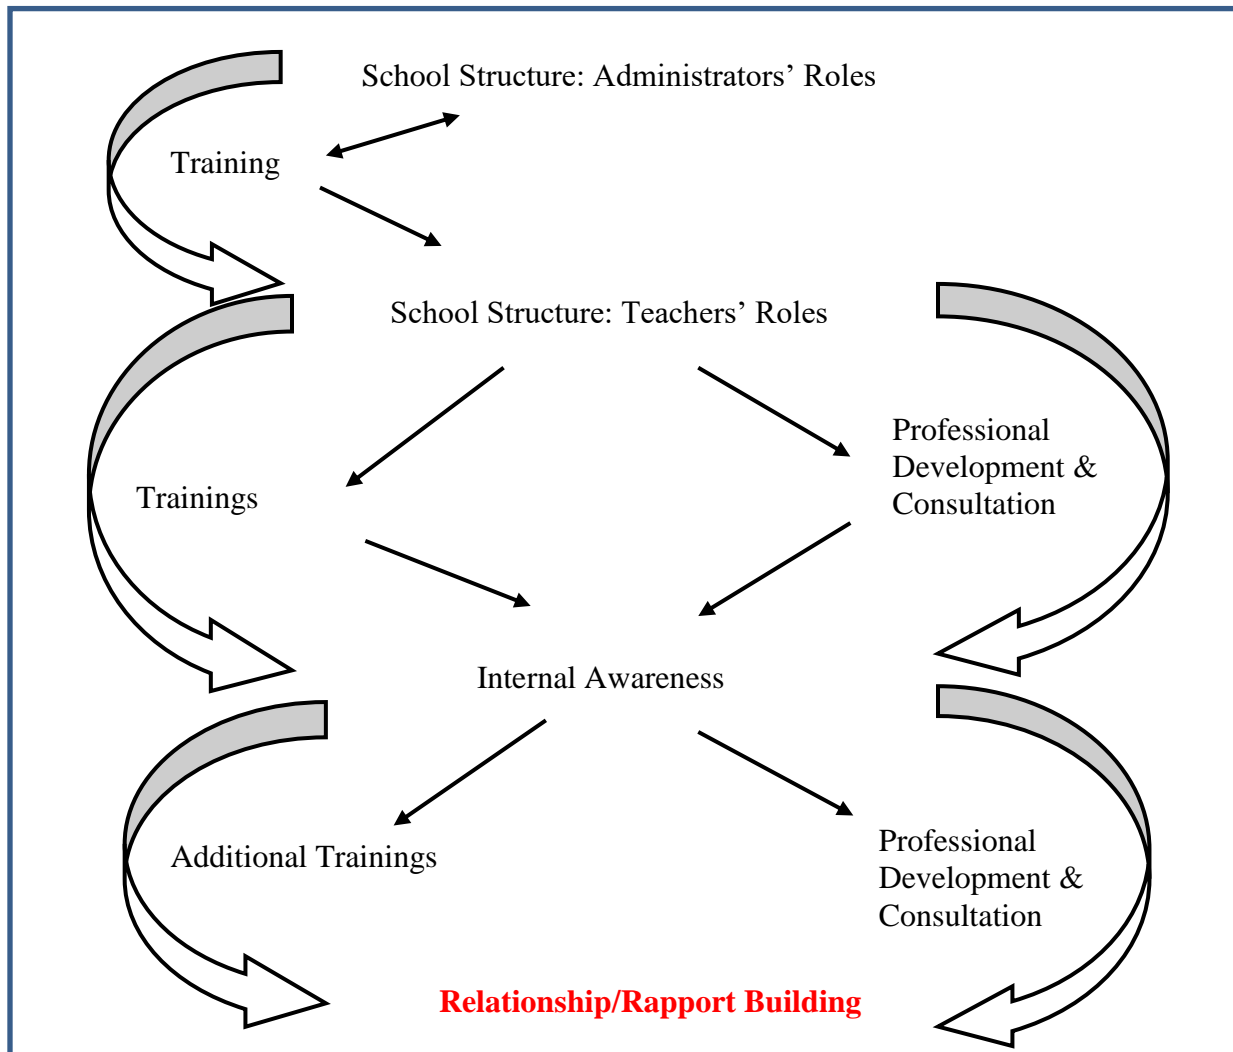 School Structure: Administrators’ Roles
Training
School Structure: Teachers’ Roles
Professional
Development &
Consultation
Trainings
Internal Awareness
Professional
Development &
Consultation
Additional Trainings
Relationship/Rapport Building